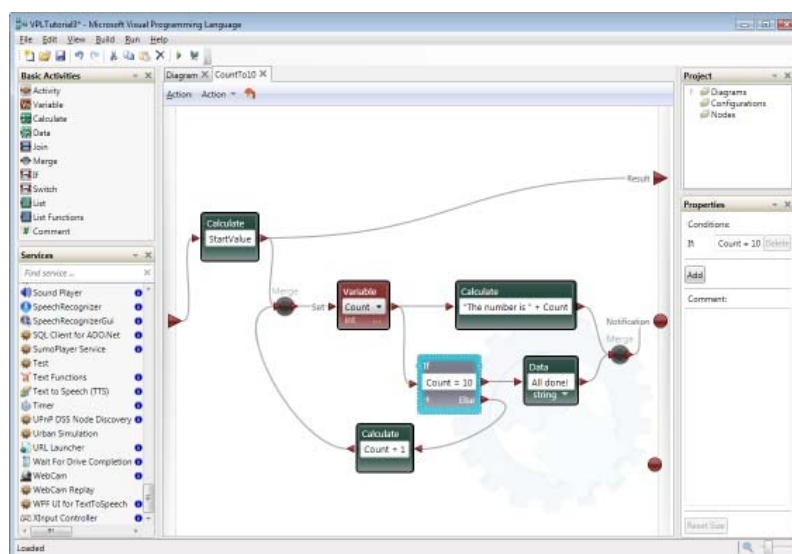 VPLTutorial3* - Microsoft Visual Programming Language
File Edit View Build Run Help
Basic Activities
Activity
Variable
Calculate
Data
Join
Merge
If
Switch
List
List Functions
# Comment
Services
Find service ...
Sound Player
SpeechRecognizer
SpeechRecognizerGui
SQL Client for ADO.Net
SumoPlayer Service
Test
Text Functions
Text to Speech (TTS)
Timer
UPnP DSS Node Discovery
Urban Simulation
URL Launcher
Wait For Drive Completion
WebCam
WebCam Replay
WPF UI for TextToSpeech
XInput Controller
Diagram
CountTo10
Action: Action
Result
Calculate
StartValue
Merge
Set
Variable
Count
int ...
Calculate
"The number is " + Count
Notification
Merge
If
Count = 10
Else
Data
All done!
string
Calculate
Count + 1
Project
Diagrams
Configurations
Nodes
Properties
Conditions:
If Count = 10 Delete
Add
Comment:
Reset Size
Loaded